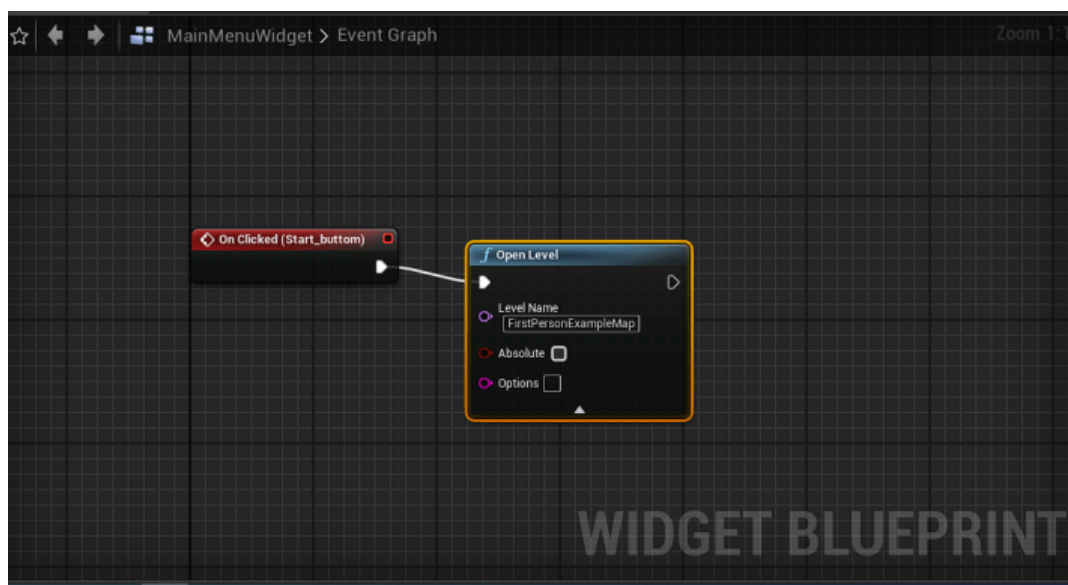 MainMenuWidget > Event Graph
Zoom 1:1
On Clicked (Start_buttom)
f Open Level
Level Name
FirstPersonExampleMap
Absolute
Options
WIDGET BLUEPRINT